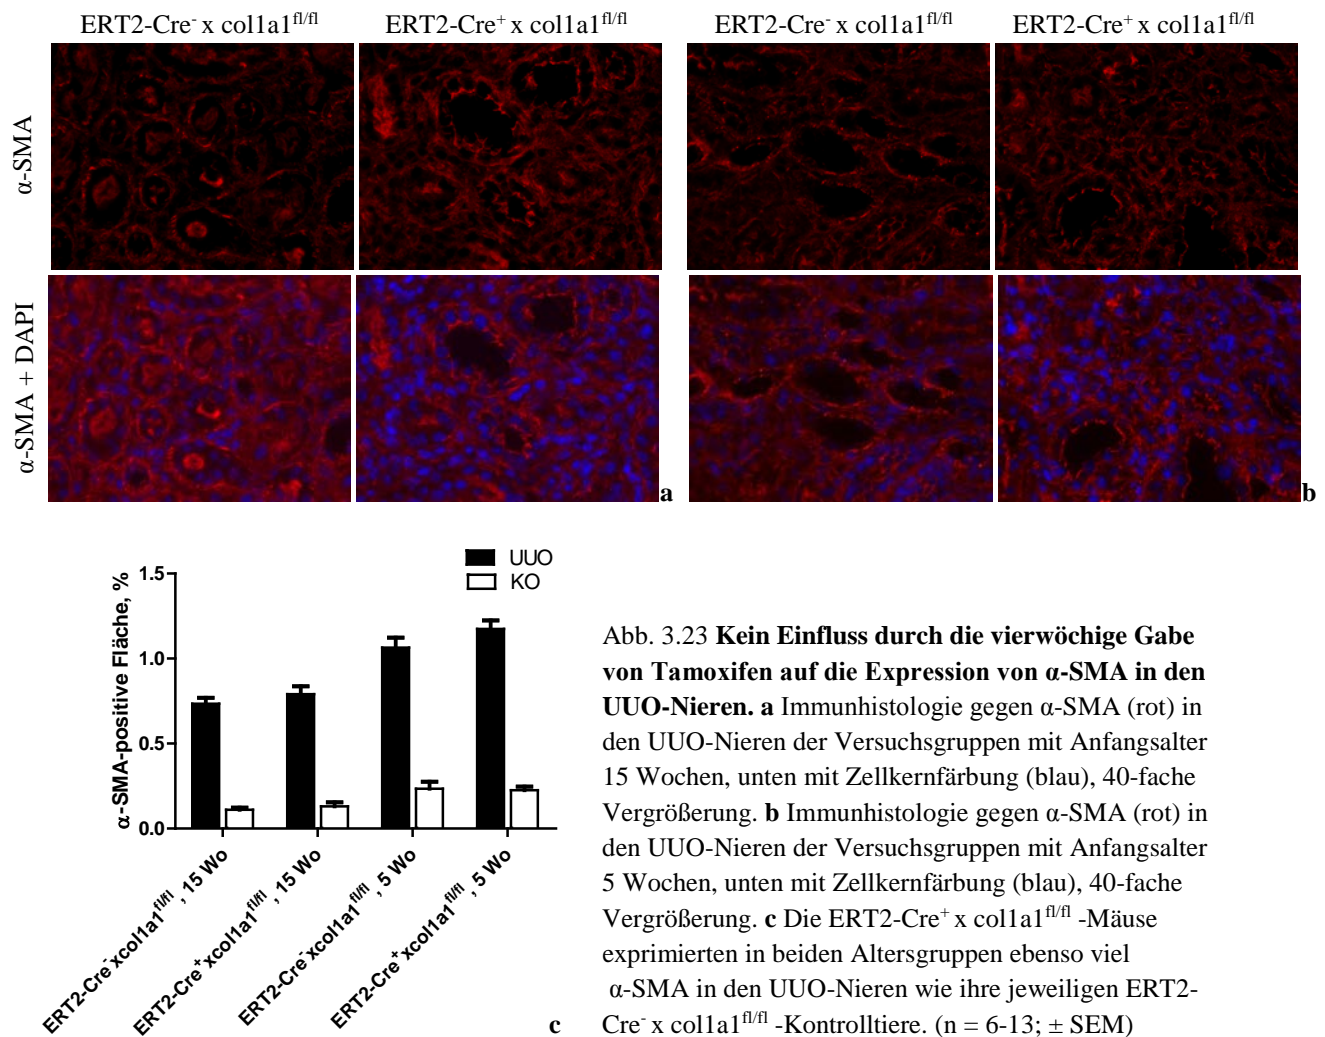 ERT2-Cre⁻ x col1a1ᶠˡ/ᶠˡ ERT2-Cre⁺ x col1a1ᶠˡ/ᶠˡ ERT2-Cre⁻ x col1a1ᶠˡ/ᶠˡ ERT2-Cre⁺ x col1a1ᶠˡ/ᶠˡ
α-SMA
α-SMA + DAPI
a
b
UUO
KO
α-SMA-positive Fläche, %
1.5
1.0
0.5
0.0
ERT2-Cre⁻xcol1a1ᶠˡ/ᶠˡ, 15 Wo
ERT2-Cre⁺xcol1a1ᶠˡ/ᶠˡ, 15 Wo
ERT2-Cre⁻xcol1a1ᶠˡ/ᶠˡ, 5 Wo
ERT2-Cre⁺xcol1a1ᶠˡ/ᶠˡ, 5 Wo
c
Abb. 3.23 Kein Einfluss durch die vierwöchige Gabe
von Tamoxifen auf die Expression von α-SMA in den
UUO-Nieren. a Immunhistologie gegen α-SMA (rot) in
den UUO-Nieren der Versuchsgruppen mit Anfangsalter
15 Wochen, unten mit Zellkernfärbung (blau), 40-fache
Vergrößerung. b Immunhistologie gegen α-SMA (rot) in
den UUO-Nieren der Versuchsgruppen mit Anfangsalter
5 Wochen, unten mit Zellkernfärbung (blau), 40-fache
Vergrößerung. c Die ERT2-Cre⁺ x col1a1ᶠˡ/ᶠˡ -Mäuse
exprimierten in beiden Altersgruppen ebenso viel
α-SMA in den UUO-Nieren wie ihre jeweiligen ERT2-
Cre⁻ x col1a1ᶠˡ/ᶠˡ -Kontrolltiere. (n = 6-13; ± SEM)